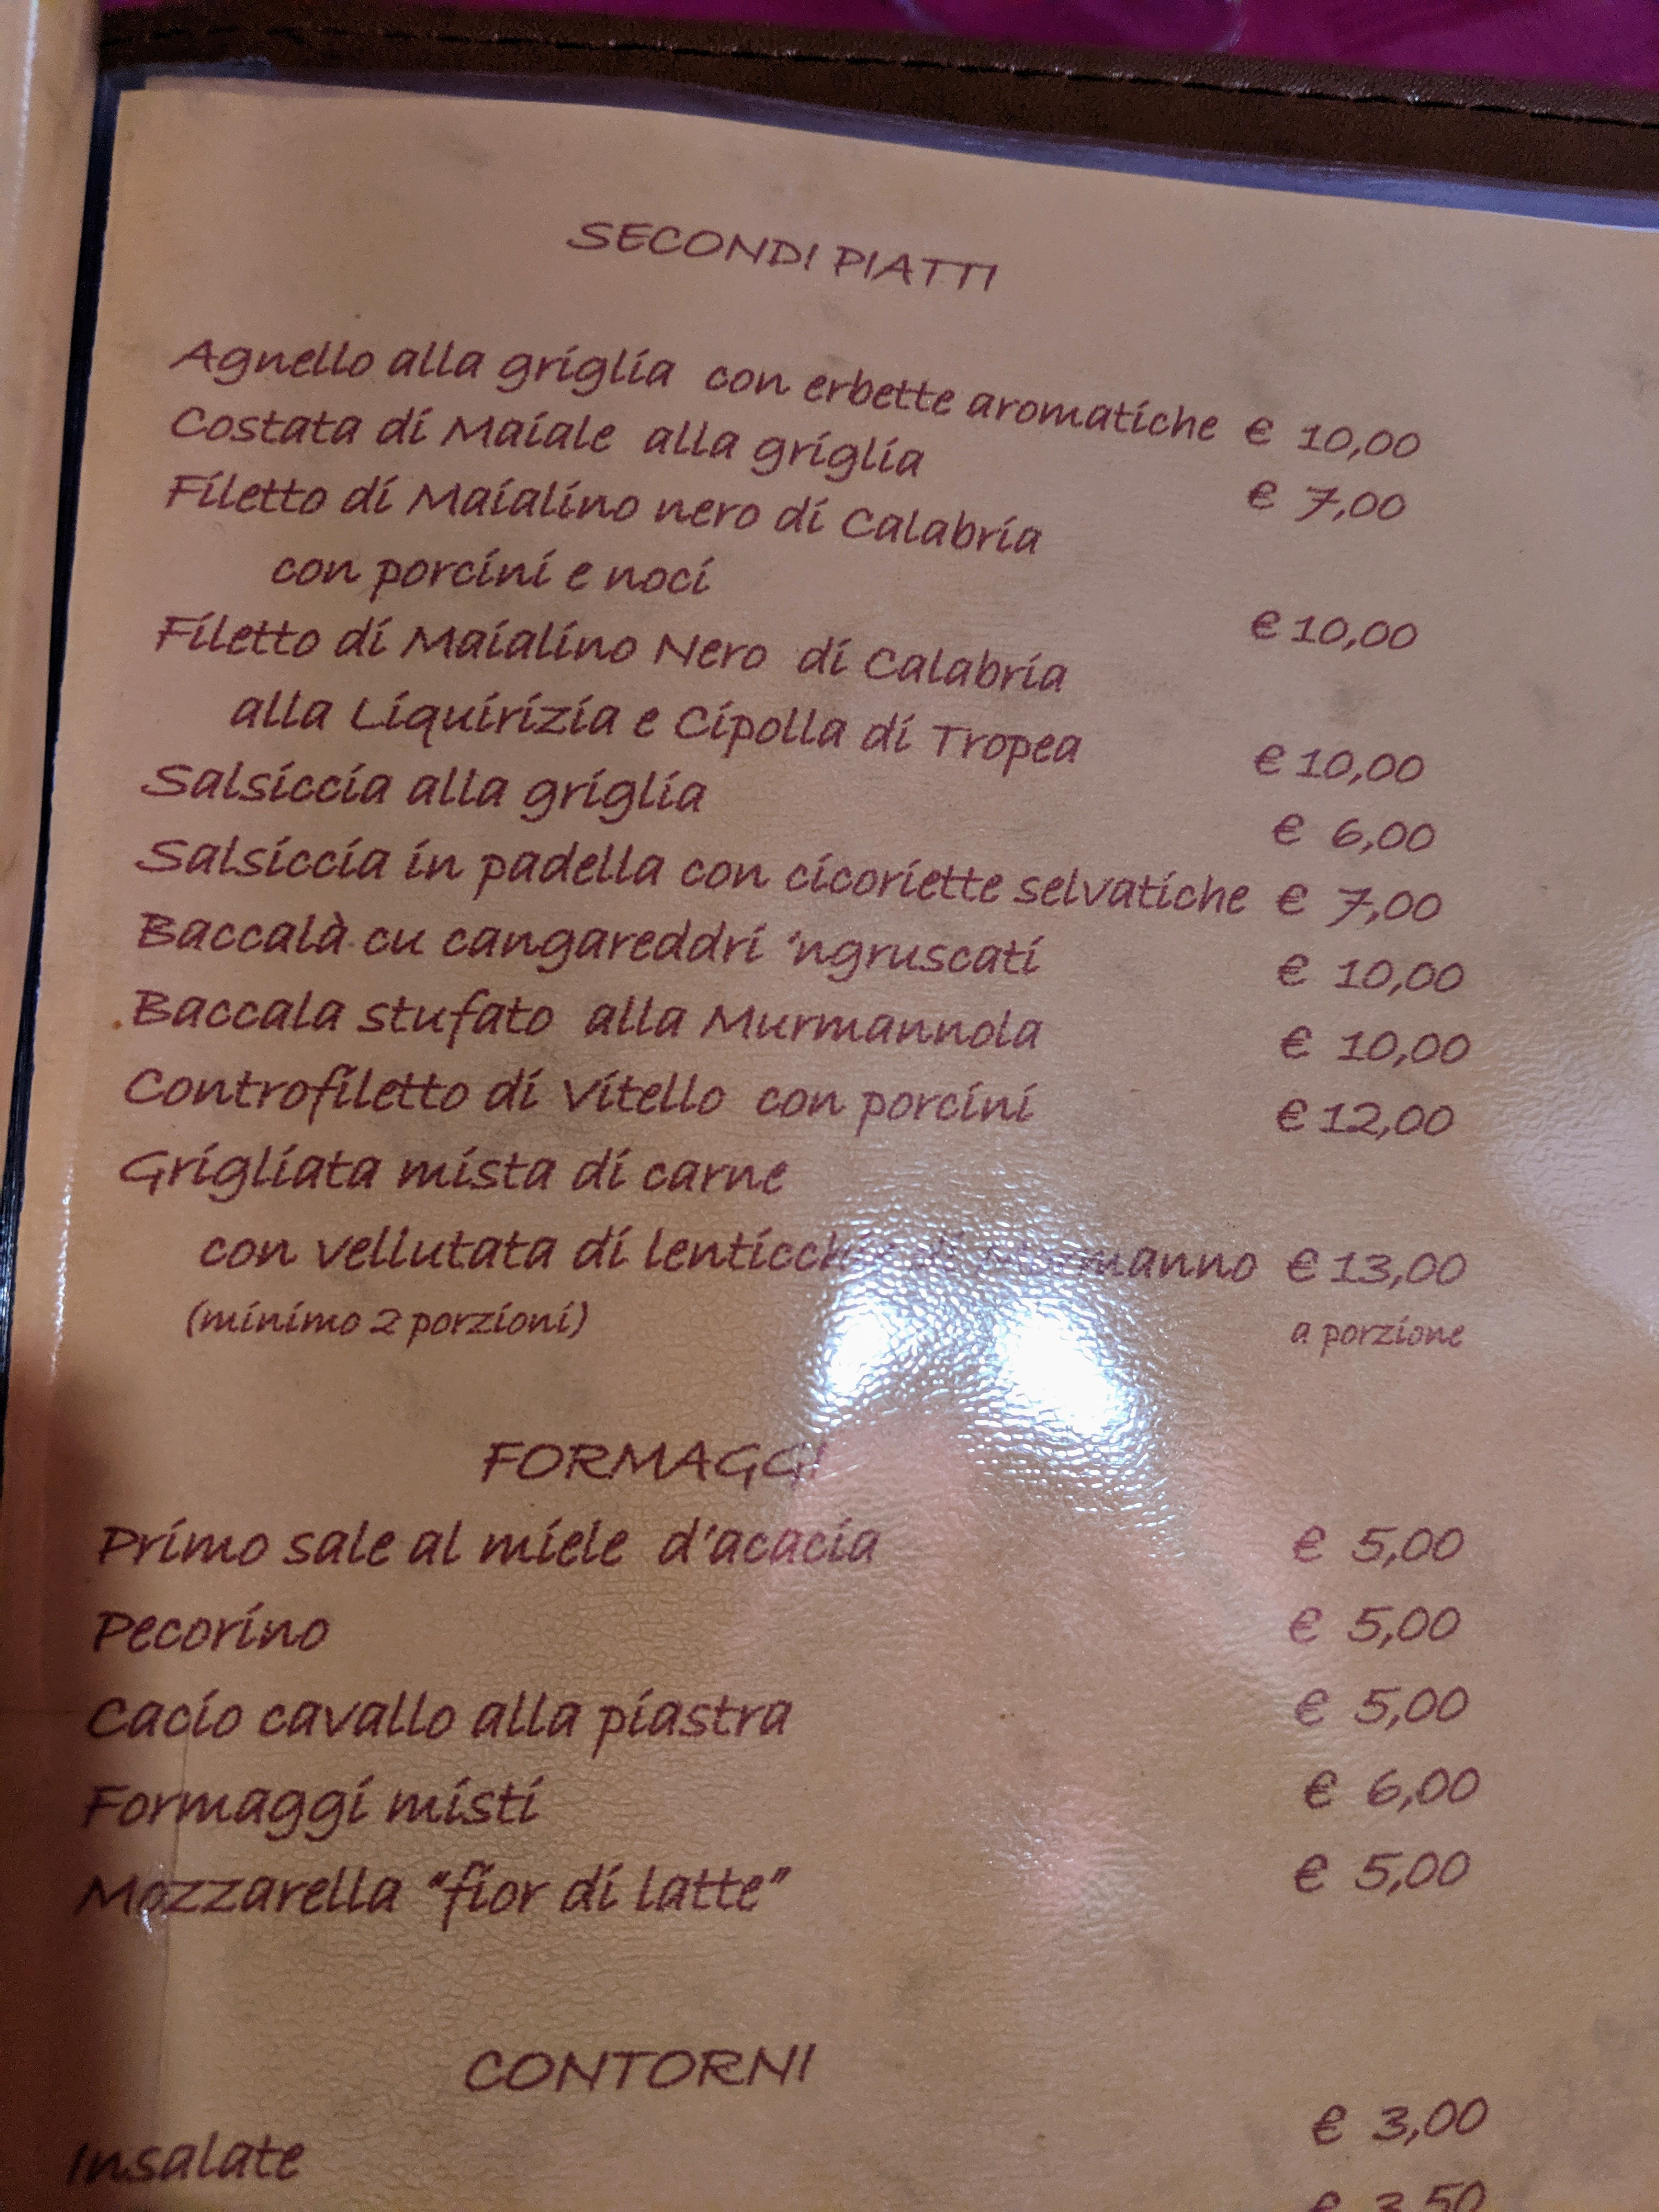 SECONDI PIATTI
Agnello alla griglia con erbette aromatiche € 10,00
Costata di Maiale alla griglia € 7,00
Filetto di Maialino nero di Calabria
con porcini e noci € 10,00
Filetto di Maialino Nero di Calabria
alla Liquirizia e Cipolla di Tropea € 10,00
Salsiccia alla griglia € 6,00
Salsiccia in padella con cicoriette selvatiche € 7,00
Baccalà cu cangareddri 'ngruscati € 10,00
Baccala stufato alla Murmannola € 10,00
Controfiletto di Vitello con porcini € 12,00
Grigliata mista di carne
con vellutata di lenticchie di Mormanno € 13,00
(minimo 2 porzioni) a porzione
FORMAGGI
Primo sale al miele d'acacia € 5,00
Pecorino € 5,00
Cacio cavallo alla piastra € 5,00
Formaggi misti € 6,00
Mozzarella "fior di latte" € 5,00
CONTORNI
Insalate € 3,00
€ 3,50